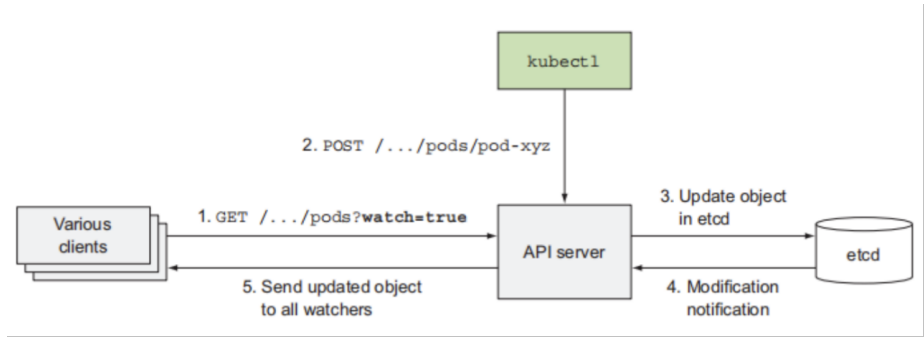 kubectl
2. POST /.../pods/pod-xyz
Various
clients
1. GET /.../pods?watch=true
API server
3. Update object
in etcd
etcd
5. Send updated object
to all watchers
4. Modification
notification